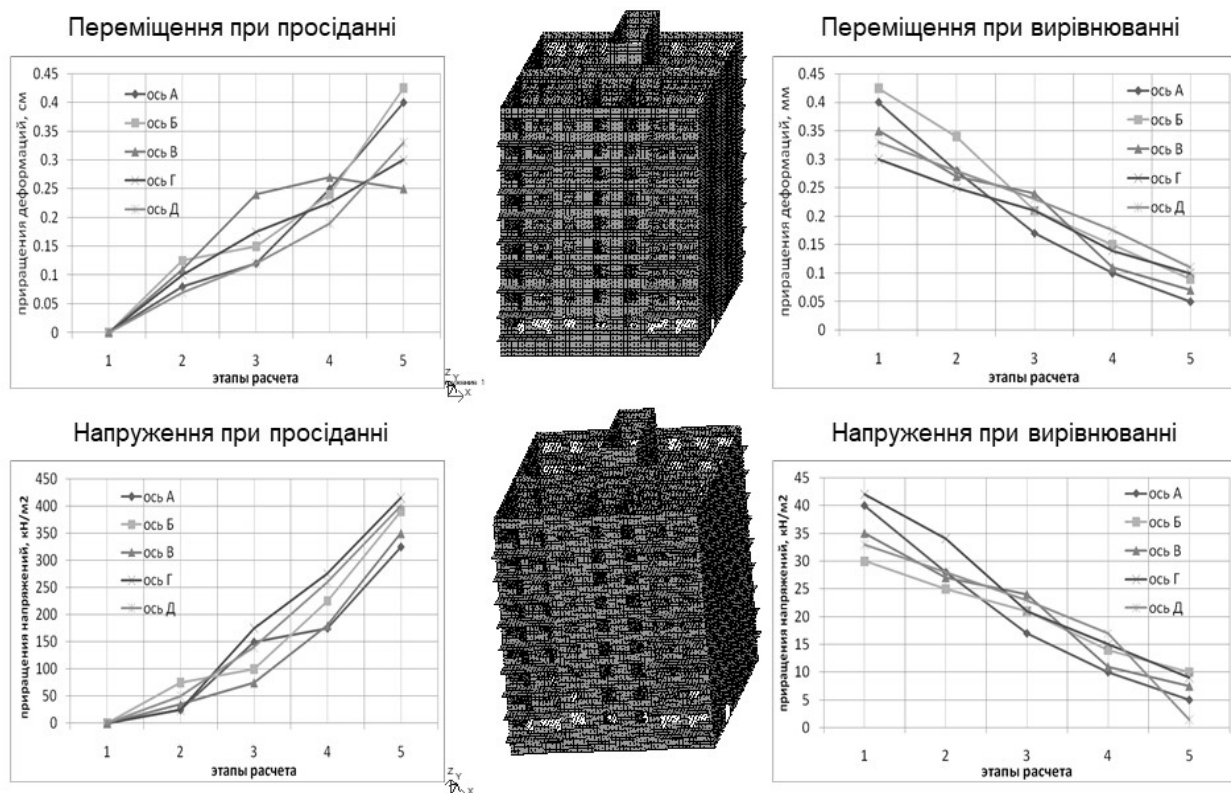 Переміщення при просіданні
Переміщення при вирівнюванні
приращения деформаций, см
0.45
0.4
0.35
0.3
0.25
0.2
0.15
0.1
0.05
0
ось А
ось Б
ось В
ось Г
ось Д
1 2 3 4 5
этапы расчета
Z
Y
X
1
приращения деформаций, мм
0.45
0.4
0.35
0.3
0.25
0.2
0.15
0.1
0.05
0
ось А
ось Б
ось В
ось Г
ось Д
1 2 3 4 5
этапы расчета
Напруження при просіданні
Напруження при вирівнюванні
приращения напряжений, кН/м2
450
400
350
300
250
200
150
100
50
0
ось А
ось Б
ось В
ось Г
ось Д
1 2 3 4 5
этапы расчета
Z
Y
X
приращения напряжений, кН/м2
45
40
35
30
25
20
15
10
5
0
ось А
ось Б
ось В
ось Г
ось Д
1 2 3 4 5
этапы расчета